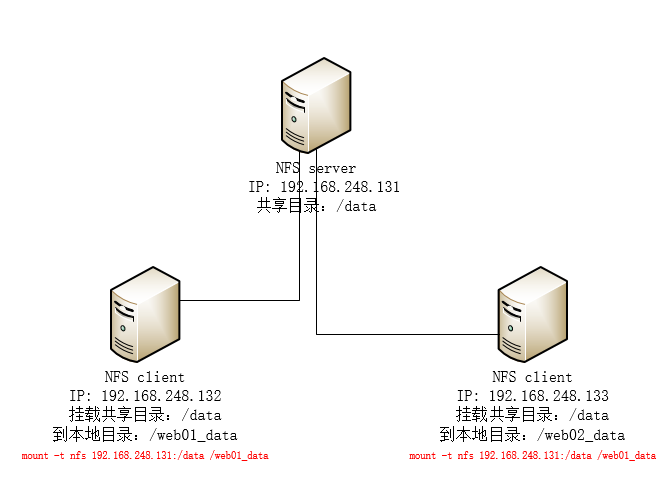 NFS server
IP: 192.168.248.131
共享目录: /data
NFS client
IP: 192.168.248.132
挂载共享目录: /data
到本地目录: /web01_data
mount -t nfs 192.168.248.131:/data /web01_data
NFS client
IP: 192.168.248.133
挂载共享目录: /data
到本地目录: /web02_data
mount -t nfs 192.168.248.131:/data /web01_data